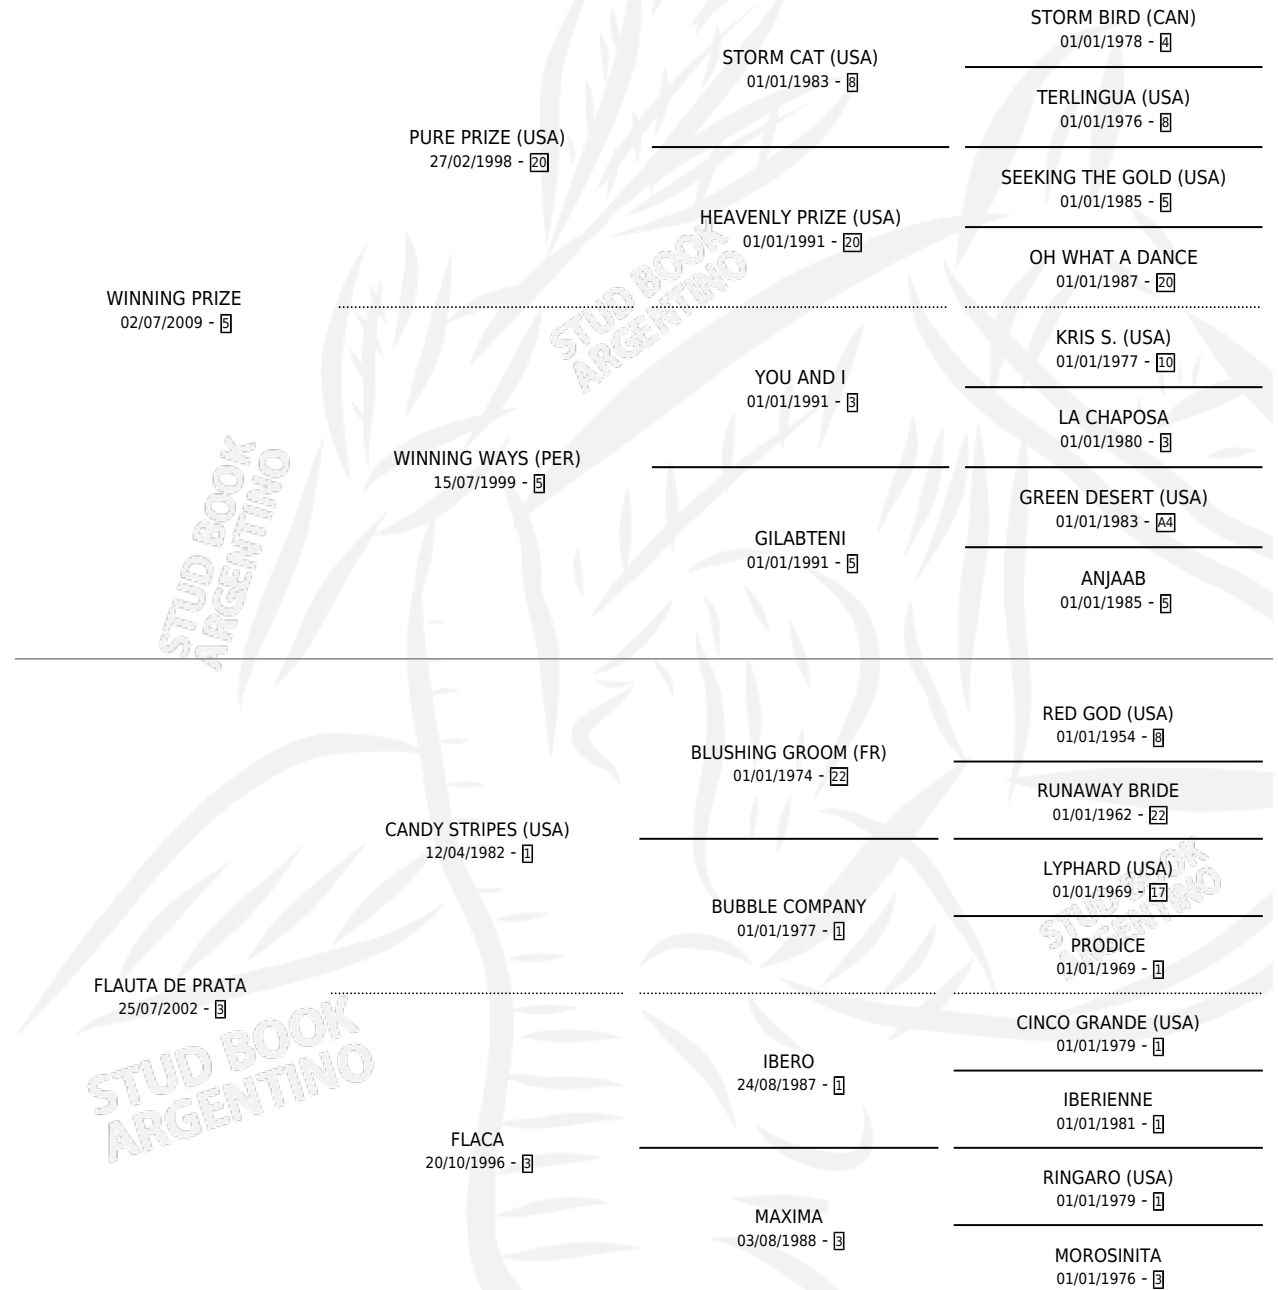 STORM BIRD (CAN)
01/01/1978 - 4
STORM CAT (USA)
01/01/1983 - 8
TERLINGUA (USA)
01/01/1976 - 8
PURE PRIZE (USA)
27/02/1998 - 20
SEEKING THE GOLD (USA)
01/01/1985 - 5
HEAVENLY PRIZE (USA)
01/01/1991 - 20
OH WHAT A DANCE
01/01/1987 - 20
WINNING PRIZE
02/07/2009 - 5
KRIS S. (USA)
01/01/1977 - 10
YOU AND I
01/01/1991 - 3
LA CHAPOSA
01/01/1980 - 3
WINNING WAYS (PER)
15/07/1999 - 5
GREEN DESERT (USA)
01/01/1983 - A4
GILABTENI
01/01/1991 - 5
ANJAAB
01/01/1985 - 5
STUD BOOK
ARGENTINO
STUD BOOK
ARGENTINO
RED GOD (USA)
01/01/1954 - 8
BLUSHING GROOM (FR)
01/01/1974 - 22
RUNAWAY BRIDE
01/01/1962 - 22
CANDY STRIPES (USA)
12/04/1982 - 1
LYPHARD (USA)
01/01/1969 - 17
BUBBLE COMPANY
01/01/1977 - 1
PRODICE
01/01/1969 - 1
FLAUTA DE PRATA
25/07/2002 - 3
CINCO GRANDE (USA)
01/01/1979 - 1
IBERO
24/08/1987 - 1
IBERIENNE
01/01/1981 - 1
FLACA
20/10/1996 - 3
RINGARO (USA)
01/01/1979 - 1
MAXIMA
03/08/1988 - 3
MOROSINITA
01/01/1976 - 3
STUD BOOK
ARGENTINO
STUD BOOK
ARGENTINO